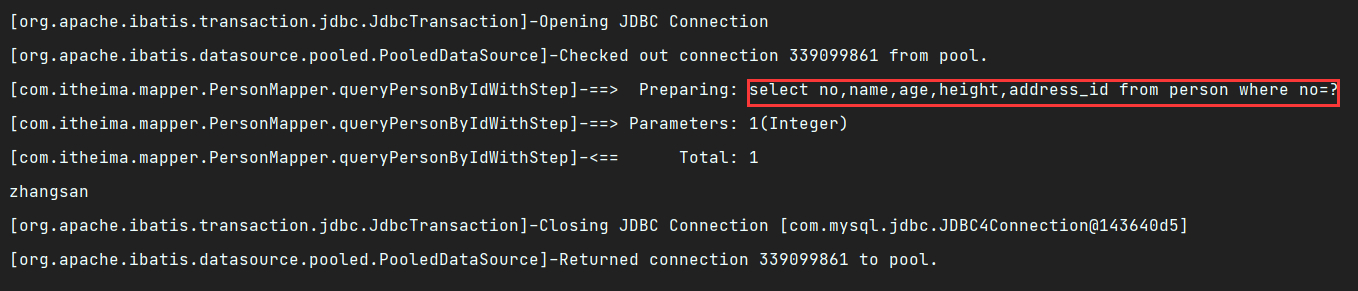 [org.apache.ibatis.transaction.jdbc.JdbcTransaction]-Opening JDBC Connection
[org.apache.ibatis.datasource.pooled.PooledDataSource]-Checked out connection 339099861 from pool.
[com.itheima.mapper.PersonMapper.queryPersonByIdWithStep]-==>  Preparing: select no,name,age,height,address_id from person where no=?
[com.itheima.mapper.PersonMapper.queryPersonByIdWithStep]-==> Parameters: 1(Integer)
[com.itheima.mapper.PersonMapper.queryPersonByIdWithStep]-<==      Total: 1
zhangsan
[org.apache.ibatis.transaction.jdbc.JdbcTransaction]-Closing JDBC Connection [com.mysql.jdbc.JDBC4Connection@143640d5]
[org.apache.ibatis.datasource.pooled.PooledDataSource]-Returned connection 339099861 to pool.